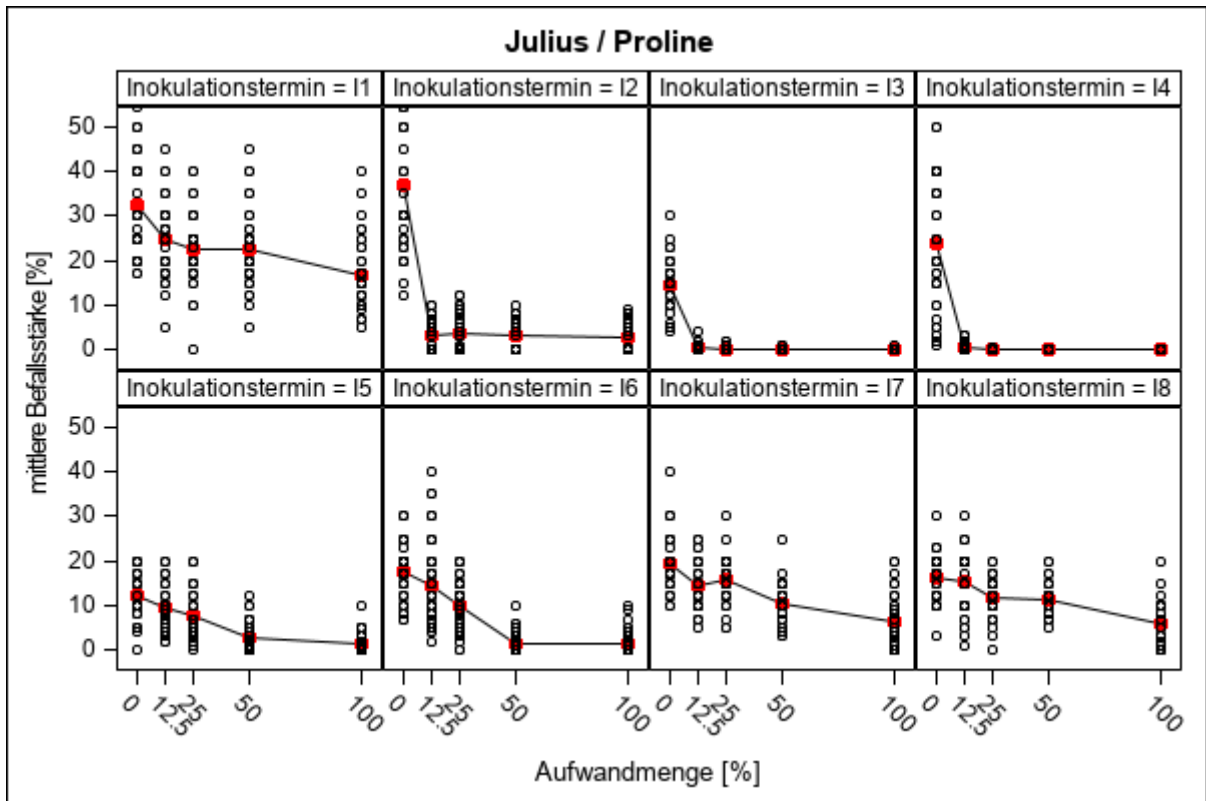 Julius / Proline
Inokulationstermin = I1
Inokulationstermin = I2
Inokulationstermin = I3
Inokulationstermin = I4
50
40
30
20
10
0
Inokulationstermin = I5
Inokulationstermin = I6
Inokulationstermin = I7
Inokulationstermin = I8
50
40
30
20
10
0
mittlere Befallsstärke [%]
0
12.5
25
50
100
0
12.5
25
50
100
0
12.5
25
50
100
0
12.5
25
50
100
Aufwandmenge [%]